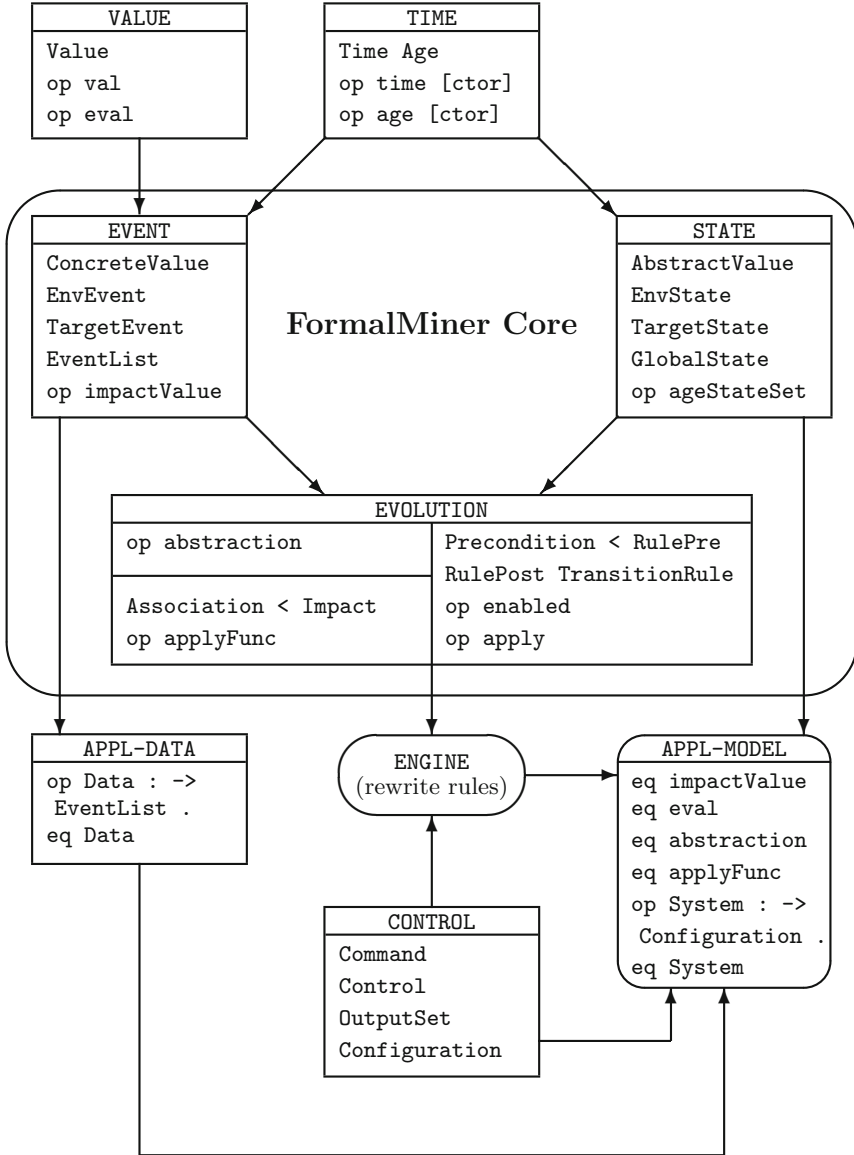 VALUE
Value
op val
op eval
TIME
Time Age
op time [ctor]
op age [ctor]
EVENT
ConcreteValue
EnvEvent
TargetEvent
EventList
op impactValue
FormalMiner Core
STATE
AbstractValue
EnvState
TargetState
GlobalState
op ageStateSet
EVOLUTION
op abstraction
Association < Impact
op applyFunc
Precondition < RulePre
RulePost TransitionRule
op enabled
op apply
APPL-DATA
op Data : ->
EventList .
eq Data
ENGINE
(rewrite rules)
APPL-MODEL
eq impactValue
eq eval
eq abstraction
eq applyFunc
op System : ->
Configuration .
eq System
CONTROL
Command
Control
OutputSet
Configuration